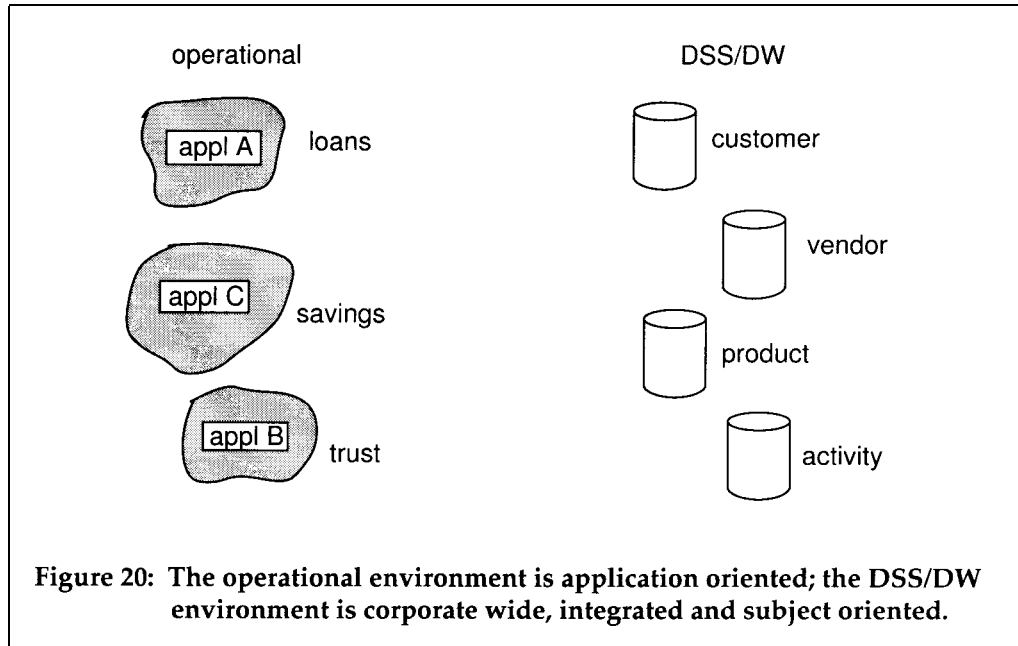 operational
DSS/DW
appl A
loans
customer
vendor
appl C
savings
product
appl B
trust
activity
Figure 20: The operational environment is application oriented; the DSS/DW
environment is corporate wide, integrated and subject oriented.